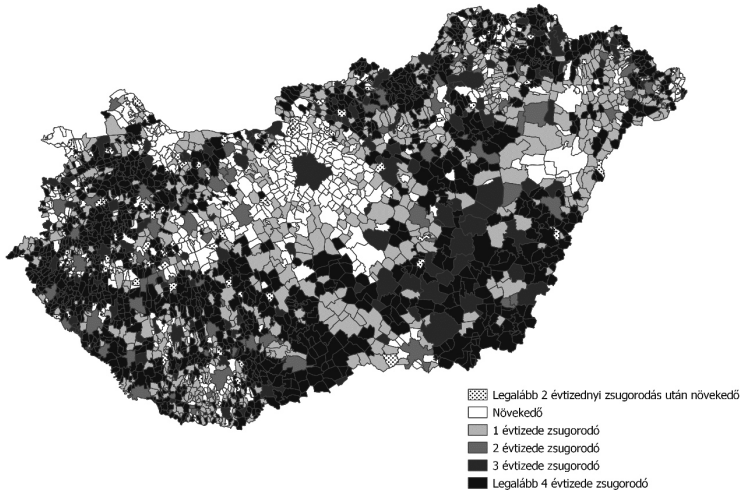 Legalább 2 évtizednyi zsugorodás után növekedő
Növekedő
1 évtizede zsugorodó
2 évtizede zsugorodó
3 évtizede zsugorodó
Legalább 4 évtizede zsugorodó